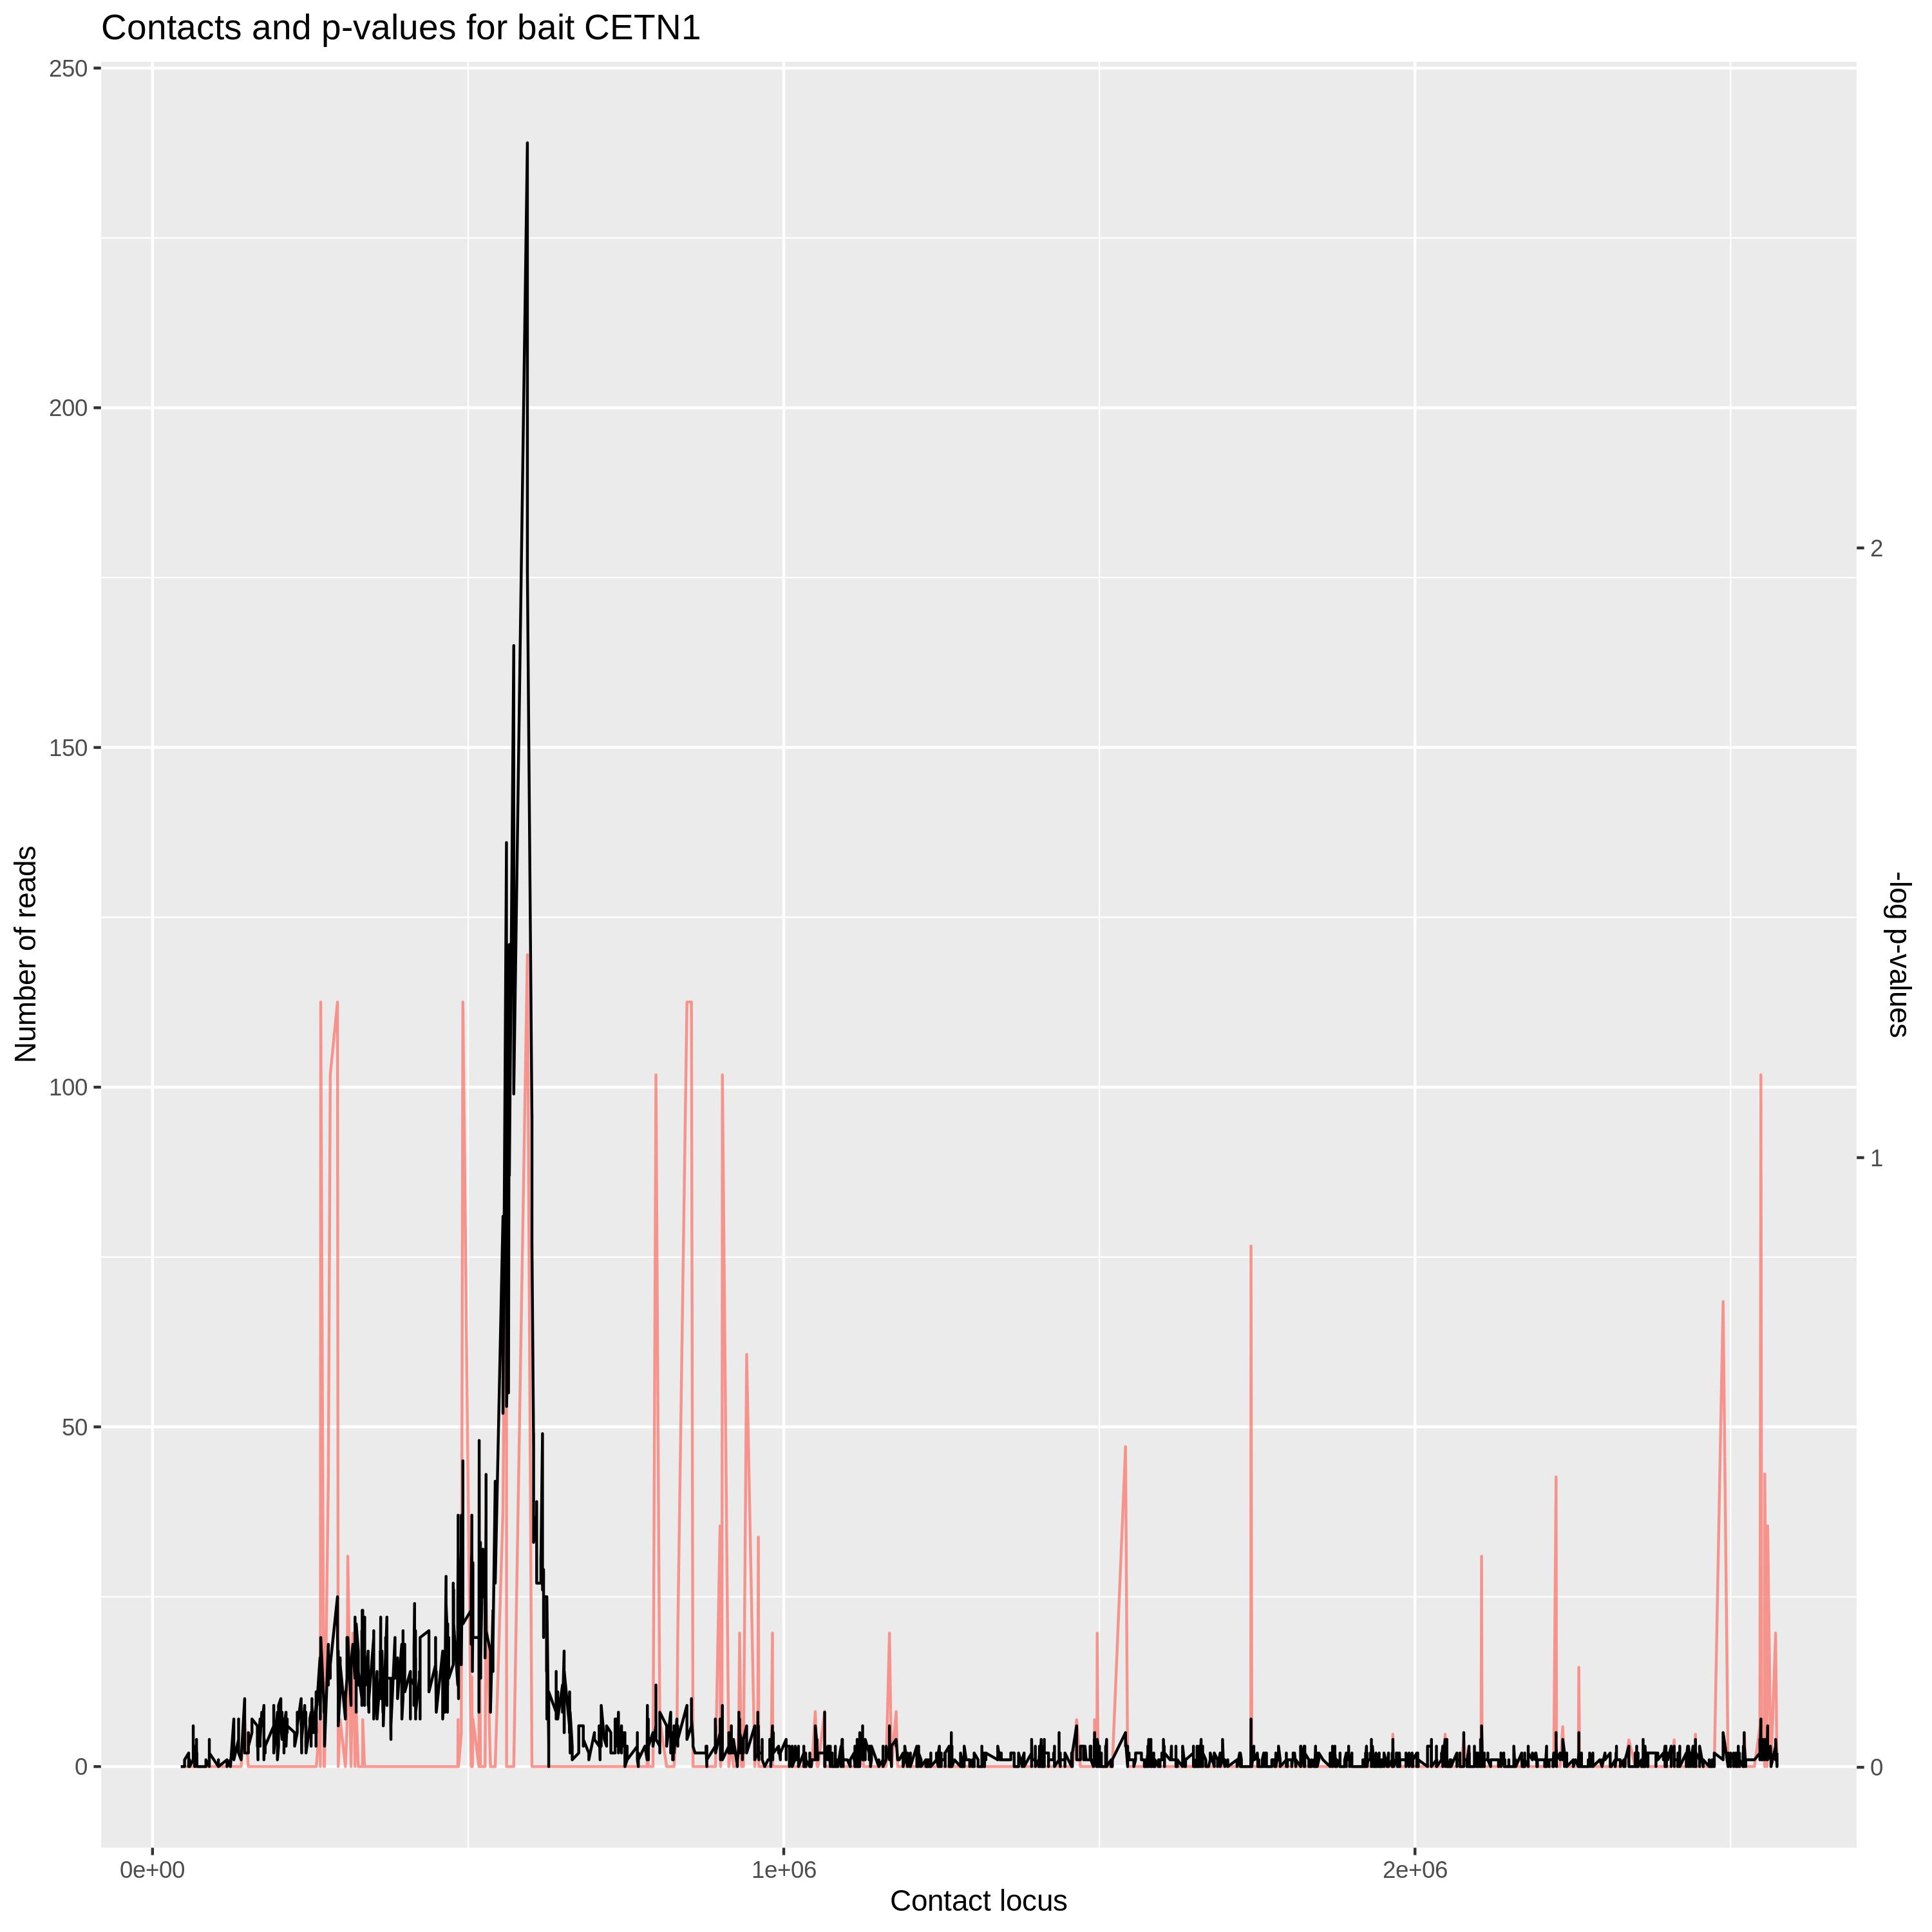 Contacts and p-values for bait CETN1
250
200
150
100
50
0
Number of reads
2
1
0
-log p-values
0e+00
1e+06
2e+06
Contact locus